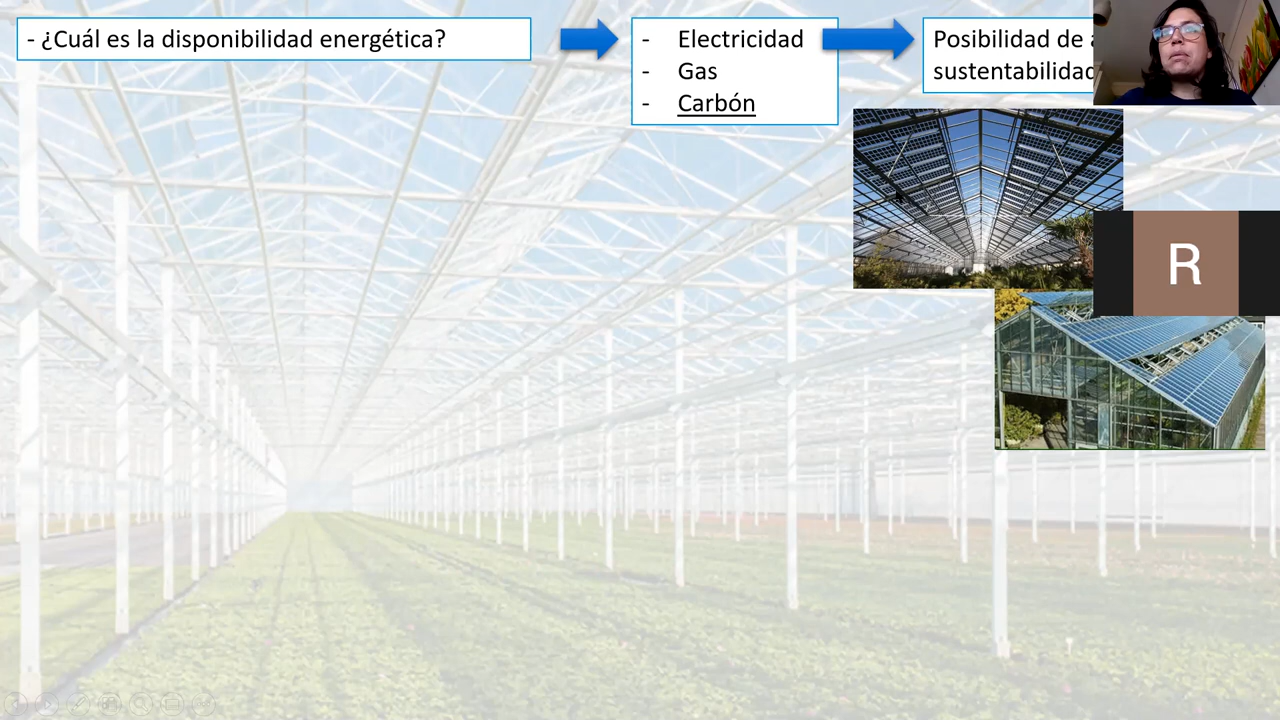 - ¿Cuál es la disponibilidad energética?
- Electricidad
- Gas
- Carbón
Posibilidad de
sustentabilidad
R